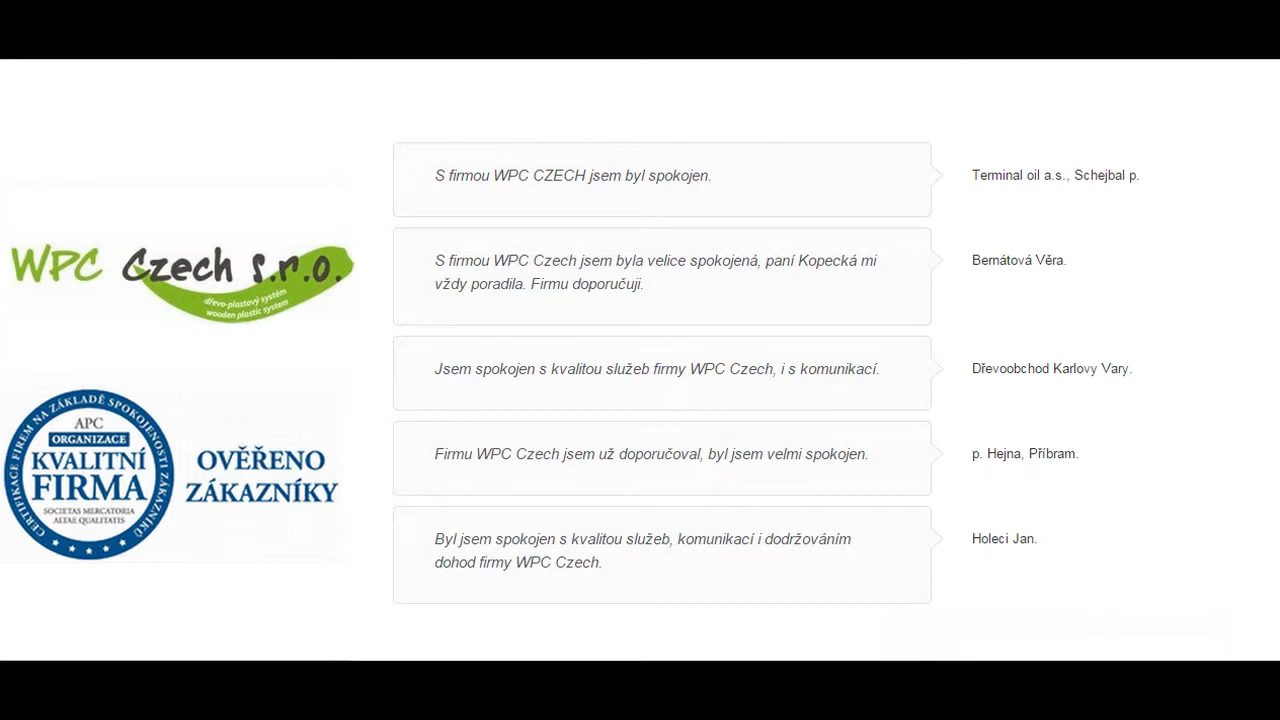 WPC Czech s.r.o.
dřevo-plastový systém
wooden plastic system
CERTIFIKACE FIREM NA ZÁKLADĚ SPOKOJENOSTI ZÁKAZNÍKŮ
APC
ORGANIZACE
KVALITNÍ
FIRMA
SOCIETAS MERCATORIA
ALTAE QUALITATIS
OVĚŘENO
ZÁKAZNÍKY
S firmou WPC CZECH jsem byl spokojen.
Terminal oil a.s., Schejbal p.
S firmou WPC Czech jsem byla velice spokojená, paní Kopecká mi
vždy poradila. Firmu doporučuji.
Bernátová Věra.
Jsem spokojen s kvalitou služeb firmy WPC Czech, i s komunikací.
Dřevoobchod Karlovy Vary.
Firmu WPC Czech jsem už doporučoval, byl jsem velmi spokojen.
p. Hejna, Příbram.
Byl jsem spokojen s kvalitou služeb, komunikací i dodržováním
dohod firmy WPC Czech.
Holeci Jan.